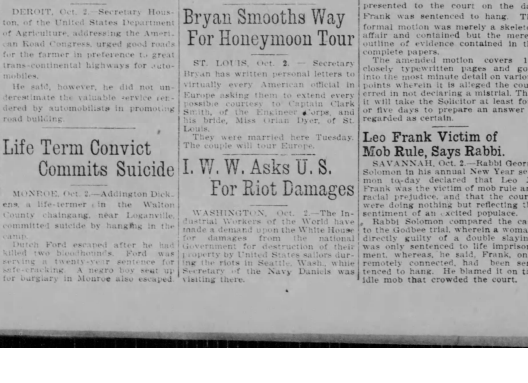 DETROIT, Oct. 2.—Secretary Hous-
ton, of the United States Department
of Agriculture, addressing the Ameri-
can Road Congress, urged good roads
for the farmer in preference to great
trans-continental highways for auto-
mobiles.
He said, however, he did not un-
derestimate the valuable service ren-
dered by automobilists in promoting
road building.
Life Term Convict
Commits Suicide
MONROE, Oct. 2.—Addington Dick-
ens, a life-termer in the Walton
County chaingang, near Loganville,
committed suicide by hanging in the
camp.
Dutch Ford escaped after he had
killed two bloodhounds. Ford was
serving a twenty-year sentence for
safe-cracking. A negro boy sent up
for burglary in Monroe also escaped.
Bryan Smooths Way
For Honeymoon Tour
ST. LOUIS, Oct. 2. — Secretary
Bryan has written personal letters to
virtually every American official in
Europe asking them to extend every
possible courtesy to Captain Clark
Smith, of the Engineer Corps, and
his bride, Miss Orian Dyer, of St.
Louis.
They were married here Tuesday.
The couple will tour Europe.
I. W. W. Asks U. S.
For Riot Damages
WASHINGTON, Oct. 2.—The In-
dustrial Workers of the World have
made a demand upon the White House
for damages from the national
Government for destruction of their
property by United States sailors dur-
ing the riots in Seattle, Wash., while
Secretary of the Navy Daniels was
visiting there.
presented to the court on the da
Frank was sentenced to hang. T
formal motion was merely a skelet
affair and contained but the mere
outline of evidence contained in t
complete papers.
The amended motion covers 1
closely typewritten pages and go
into the most minute detail on vario
points wherein it is alleged the cou
erred in not declaring a mistrial. Th
it will take the Solicitor at least fo
or five days to prepare an answer
regarded as certain.
Leo Frank Victim of
Mob Rule, Says Rabbi.
SAVANNAH, Oct. 2.—Rabbi Geor
Solomon in his annual New Year se
mon to-day declared that Leo
Frank was the victim of mob rule an
racial prejudice, and that the cour
were doing nothing but reflecting t
sentiment of an excited populace.
Rabbi Solomon compared the ca
to the Godbee trial, wherein a woma
directly guilty of a double slayin
was only sentenced to life imprison
ment, whereas, he said, Frank, on
remotely connected, had been sen
tenced to hang. He blamed it on t
idle mob that crowded the court.